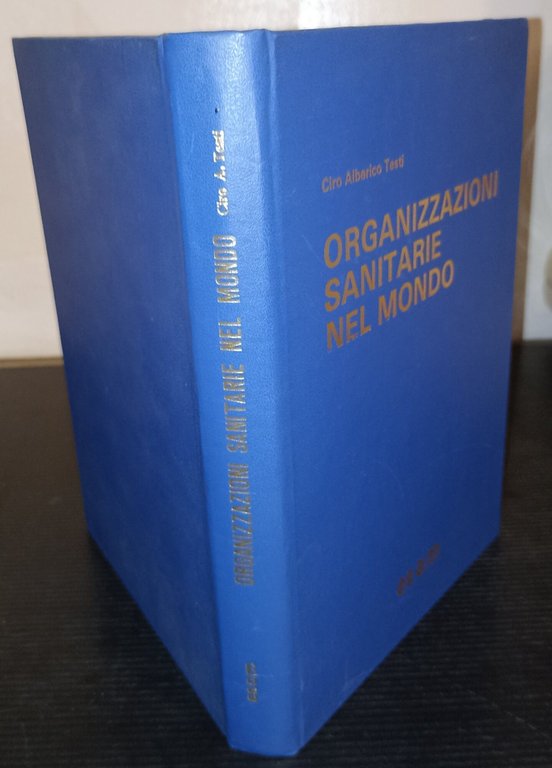 Ciro Alberico Testi
ORGANIZZAZIONI
SANITARIE
NEL MONDO
ORGANIZZAZIONI SANITARIE NEL MONDO Ciro A. Testi